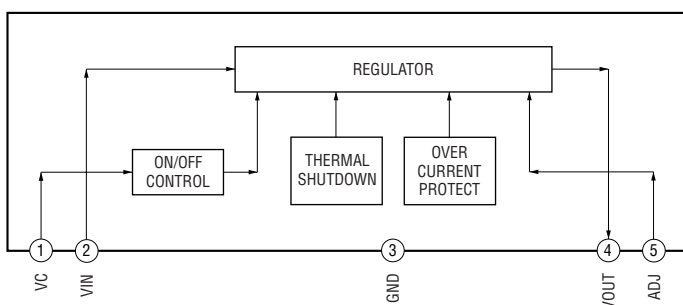 REGULATOR
ON/OFF
CONTROL
THERMAL
SHUTDOWN
OVER
CURRENT
PROTECT
1
2
3
4
5
VC
VIN
GND
VOUT
ADJ